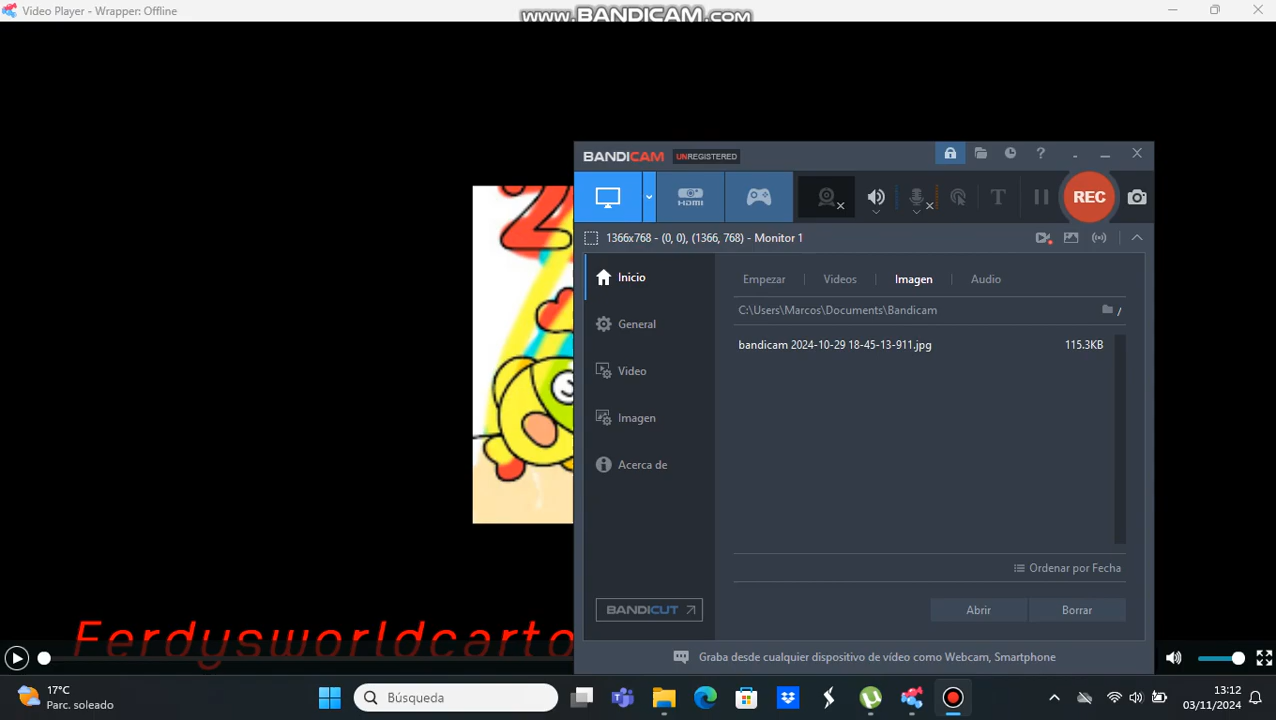 Video Player - Wrapper: Offline
www.BANDICAM.com
BANDICAM UNREGISTERED
HDMI
T
REC
1366x768 - (0, 0), (1366, 768) - Monitor 1
Inicio
General
Video
Imagen
Acerca de
BANDICUT
Empezar Videos Imagen Audio
C:\Users\Marcos\Documents\Bandicam
bandicam 2024-10-29 18-45-13-911.jpg 115.3KB
Ordenar por Fecha
Abrir Borrar
Graba desde cualquier dispositivo de vídeo como Webcam, Smartphone
2
Ferdysworldcarto
17°C
Parc. soleado
Búsqueda
13:12
03/11/2024